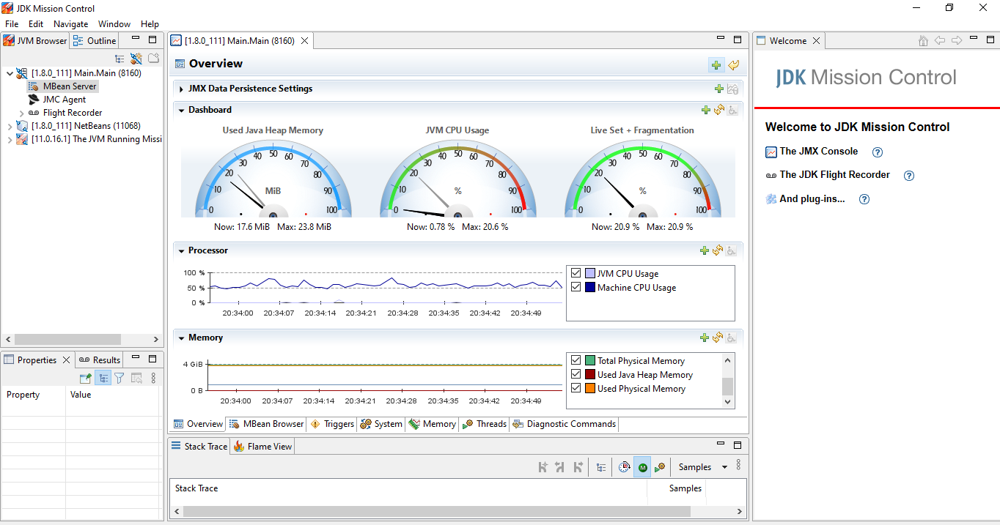 JDK Mission Control
File Edit Navigate Window Help
JVM Browser Outline
[1.8.0_111] Main.Main (8160)
MBean Server
JMC Agent
Flight Recorder
[1.8.0_111] NetBeans (11068)
[11.0.16.1] The JVM Running Missi
Properties Results
Property Value
[1.8.0_111] Main.Main (8160)
Overview
JMX Data Persistence Settings
Dashboard
Used Java Heap Memory JVM CPU Usage Live Set + Fragmentation
0 10 20 30 40 50 60 70 80 90 100
MiB
0 10 20 30 40 50 60 70 80 90 100
%
0 10 20 30 40 50 60 70 80 90 100
%
Now: 17.6 MiB Max: 23.8 MiB Now: 0.78 % Max: 20.6 % Now: 20.9 % Max: 20.9 %
Processor
100 %
50 %
0 %
20:34:00 20:34:07 20:34:14 20:34:21 20:34:28 20:34:35 20:34:42 20:34:49
JVM CPU Usage
Machine CPU Usage
Memory
4 GiB
0 B
20:34:00 20:34:07 20:34:14 20:34:21 20:34:28 20:34:35 20:34:42 20:34:49
Total Physical Memory
Used Java Heap Memory
Used Physical Memory
Overview MBean Browser Triggers System Memory Threads Diagnostic Commands
Stack Trace Flame View
Samples
Stack Trace Samples
Welcome
JDK Mission Control
Welcome to JDK Mission Control
The JMX Console
The JDK Flight Recorder
And plug-ins...